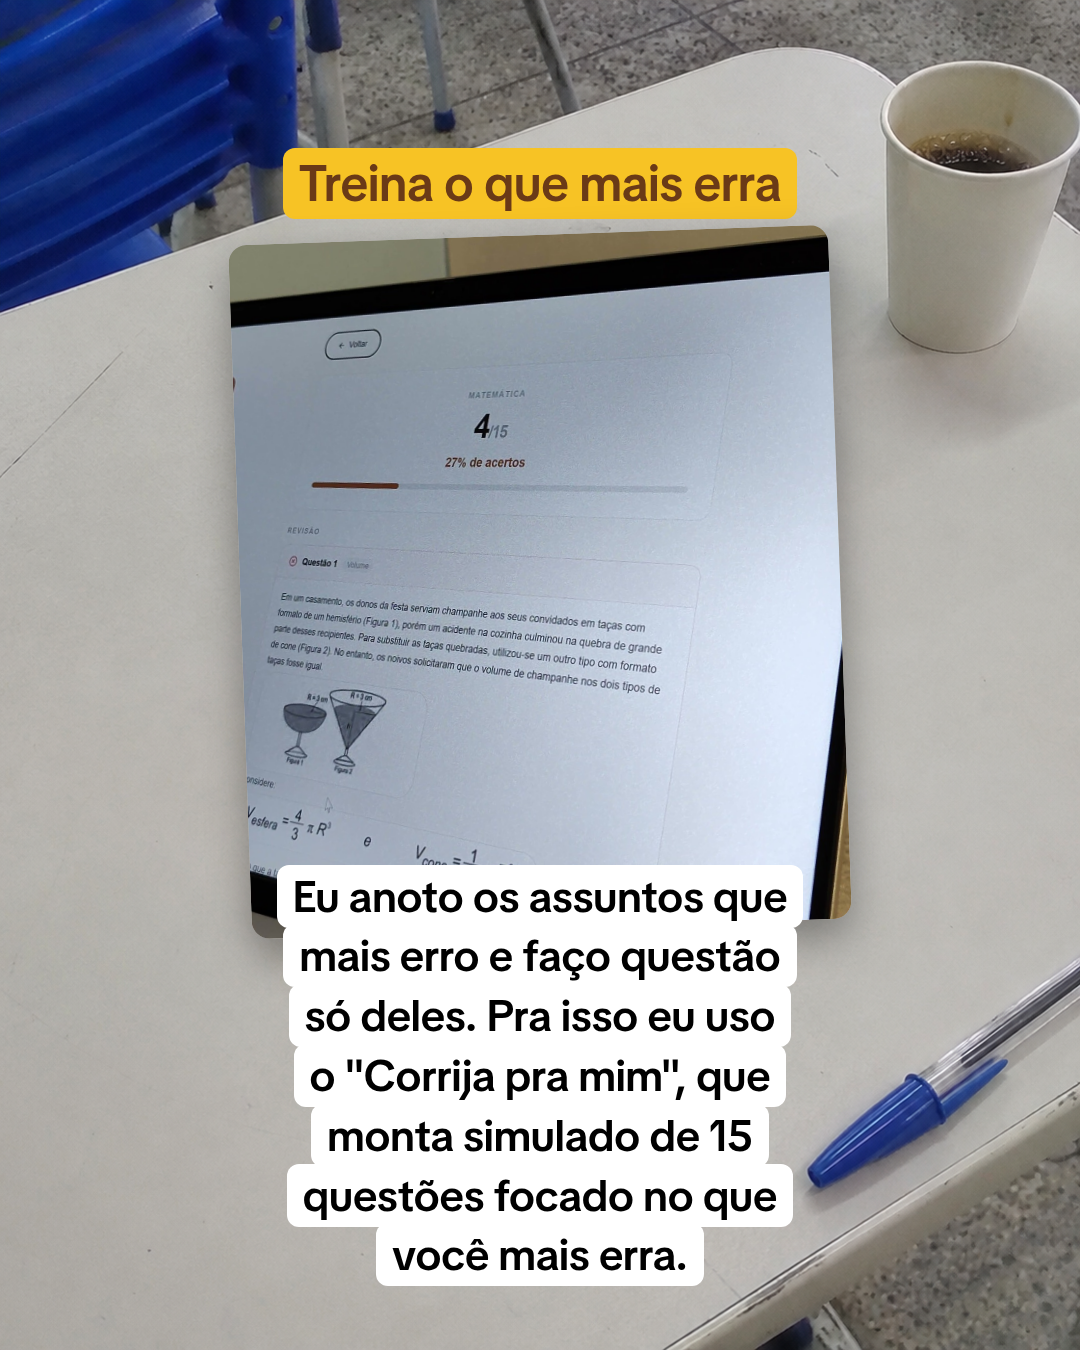 Treina o que mais erra
← Voltar
MATEMÁTICA
4/15
27% de acertos
REVISÃO
Questão 1 Volume
Em um casamento, os donos da festa serviam champanhe aos seus convidados em taças com
formato de um hemisfério (Figura 1), porém um acidente na cozinha culminou na quebra de grande
parte desses recipientes. Para substituir as taças quebradas, utilizou-se um outro tipo com formato
de cone (Figura 2). No entanto, os noivos solicitaram que o volume de champanhe nos dois tipos de
taças fosse igual
R = 3 cm
R = 3 cm
Figura 1
Figura 2
onsidere:
V esfera = 4/3 π R³ e V cone = 1
que a
Eu anoto os assuntos que
mais erro e faço questão
só deles. Pra isso eu uso
o "Corrija pra mim", que
monta simulado de 15
questões focado no que
você mais erra.